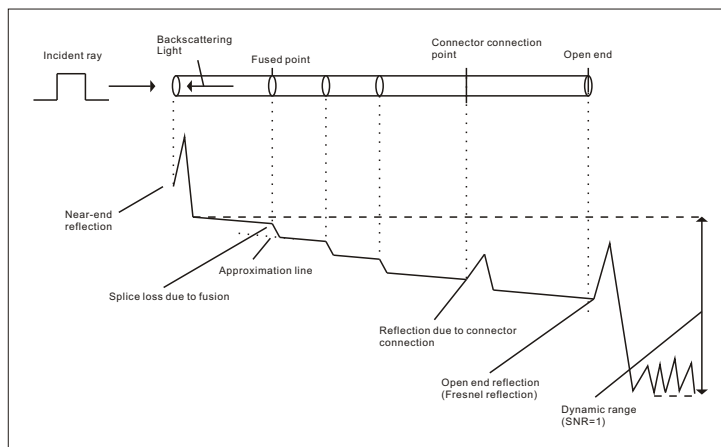 Incident ray
Backscattering
Light
Fused point
Connector connection
point
Open end
Near-end
reflection
Approximation line
Splice loss due to fusion
Reflection due to connector
connection
Open end reflection
(Fresnel reflection)
Dynamic range
(SNR=1)